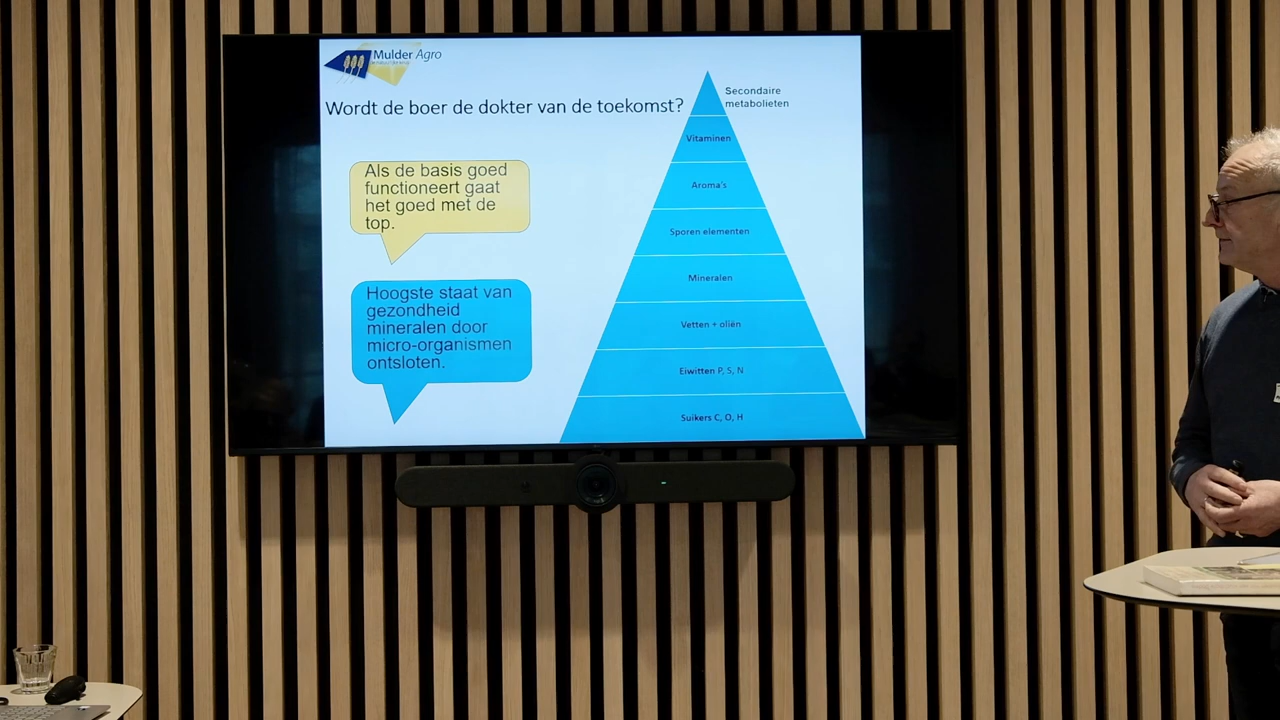 Mulder Agro
Wordt de boer de dokter van de toekomst?
Als de basis goed
functioneert gaat
het goed met de
top.
Hoogste staat van
gezondheid
mineralen door
micro-organismen
ontsloten.
Secondaire
metabolieten
Vitaminen
Aroma's
Sporen elementen
Mineralen
Vetten + oliën
Eiwitten P, S, N
Suikers C, O, H